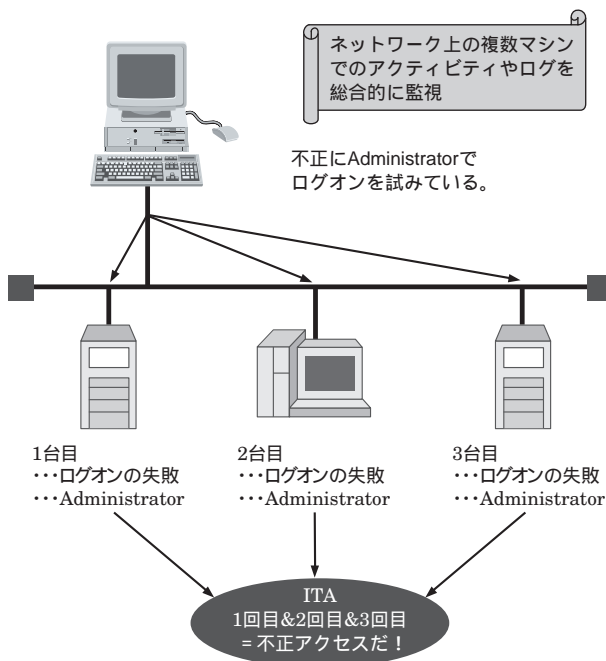 ネットワーク上の複数マシン
でのアクティビティやログを
総合的に監視
不正にAdministratorで
ログオンを試みている。
1台目
･･･ログオンの失敗
･･･Administrator
2台目
･･･ログオンの失敗
･･･Administrator
3台目
･･･ログオンの失敗
･･･Administrator
ITA
1回目&2回目&3回目
= 不正アクセスだ！